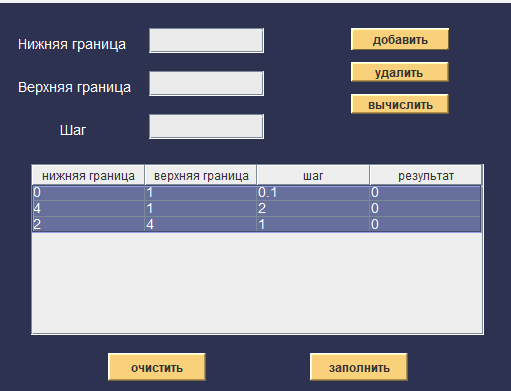 Нижняя граница
добавить
удалить
Верхняя граница
вычислить
Шаг
нижняя граница верхняя граница шаг результат
0 1 0.1 0
4 1 2 0
2 4 1 0
очистить заполнить